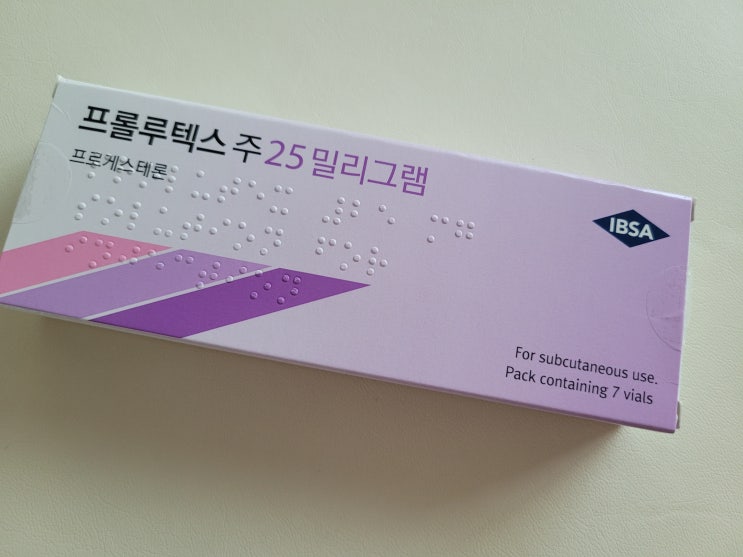 프롤루텍스 주 25 밀리그램
프로게스테론
IBSA
For subcutaneous use.
Pack containing 7 vials